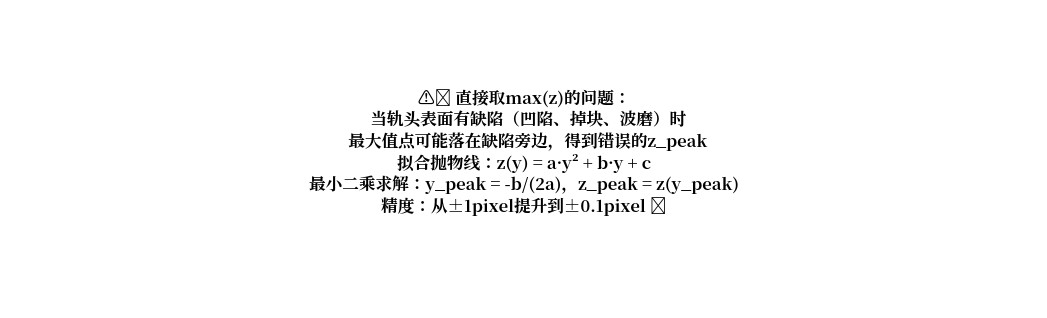 ⚠ 直接取max(z)的问题：
当轨头表面有缺陷（凹陷、掉块、波磨）时
最大值点可能落在缺陷旁边，得到错误的z_peak
拟合抛物线：z(y) = a·y² + b·y + c
最小二乘求解：y_peak = -b/(2a)，z_peak = z(y_peak)
精度：从±1pixel提升到±0.1pixel